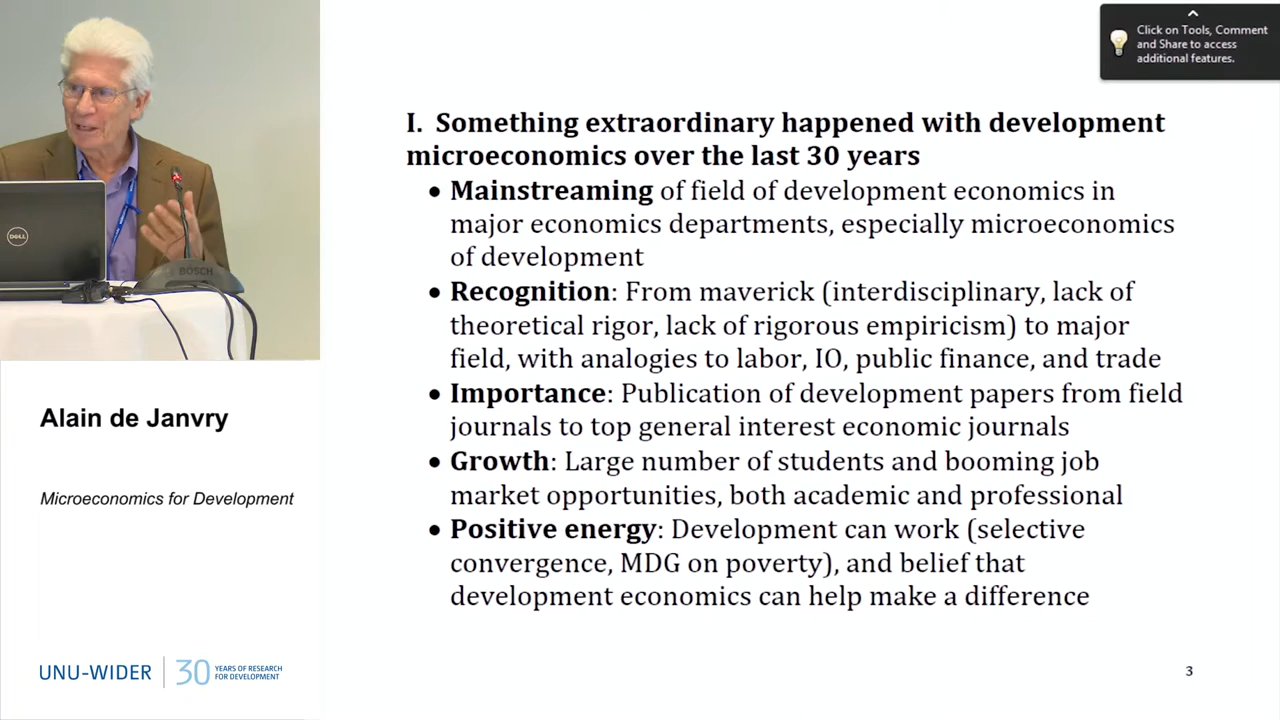 Click on Tools, Comment
and Share to access
additional features.
I. Something extraordinary happened with development
microeconomics over the last 30 years
• Mainstreaming of field of development economics in
major economics departments, especially microeconomics
of development
• Recognition: From maverick (interdisciplinary, lack of
theoretical rigor, lack of rigorous empiricism) to major
field, with analogies to labor, IO, public finance, and trade
• Importance: Publication of development papers from field
journals to top general interest economic journals
• Growth: Large number of students and booming job
market opportunities, both academic and professional
• Positive energy: Development can work (selective
convergence, MDG on poverty), and belief that
development economics can help make a difference
3
DELL
BOSCH
Alain de Janvry
Microeconomics for Development
UNU-WIDER
30 YEARS OF RESEARCH
FOR DEVELOPMENT